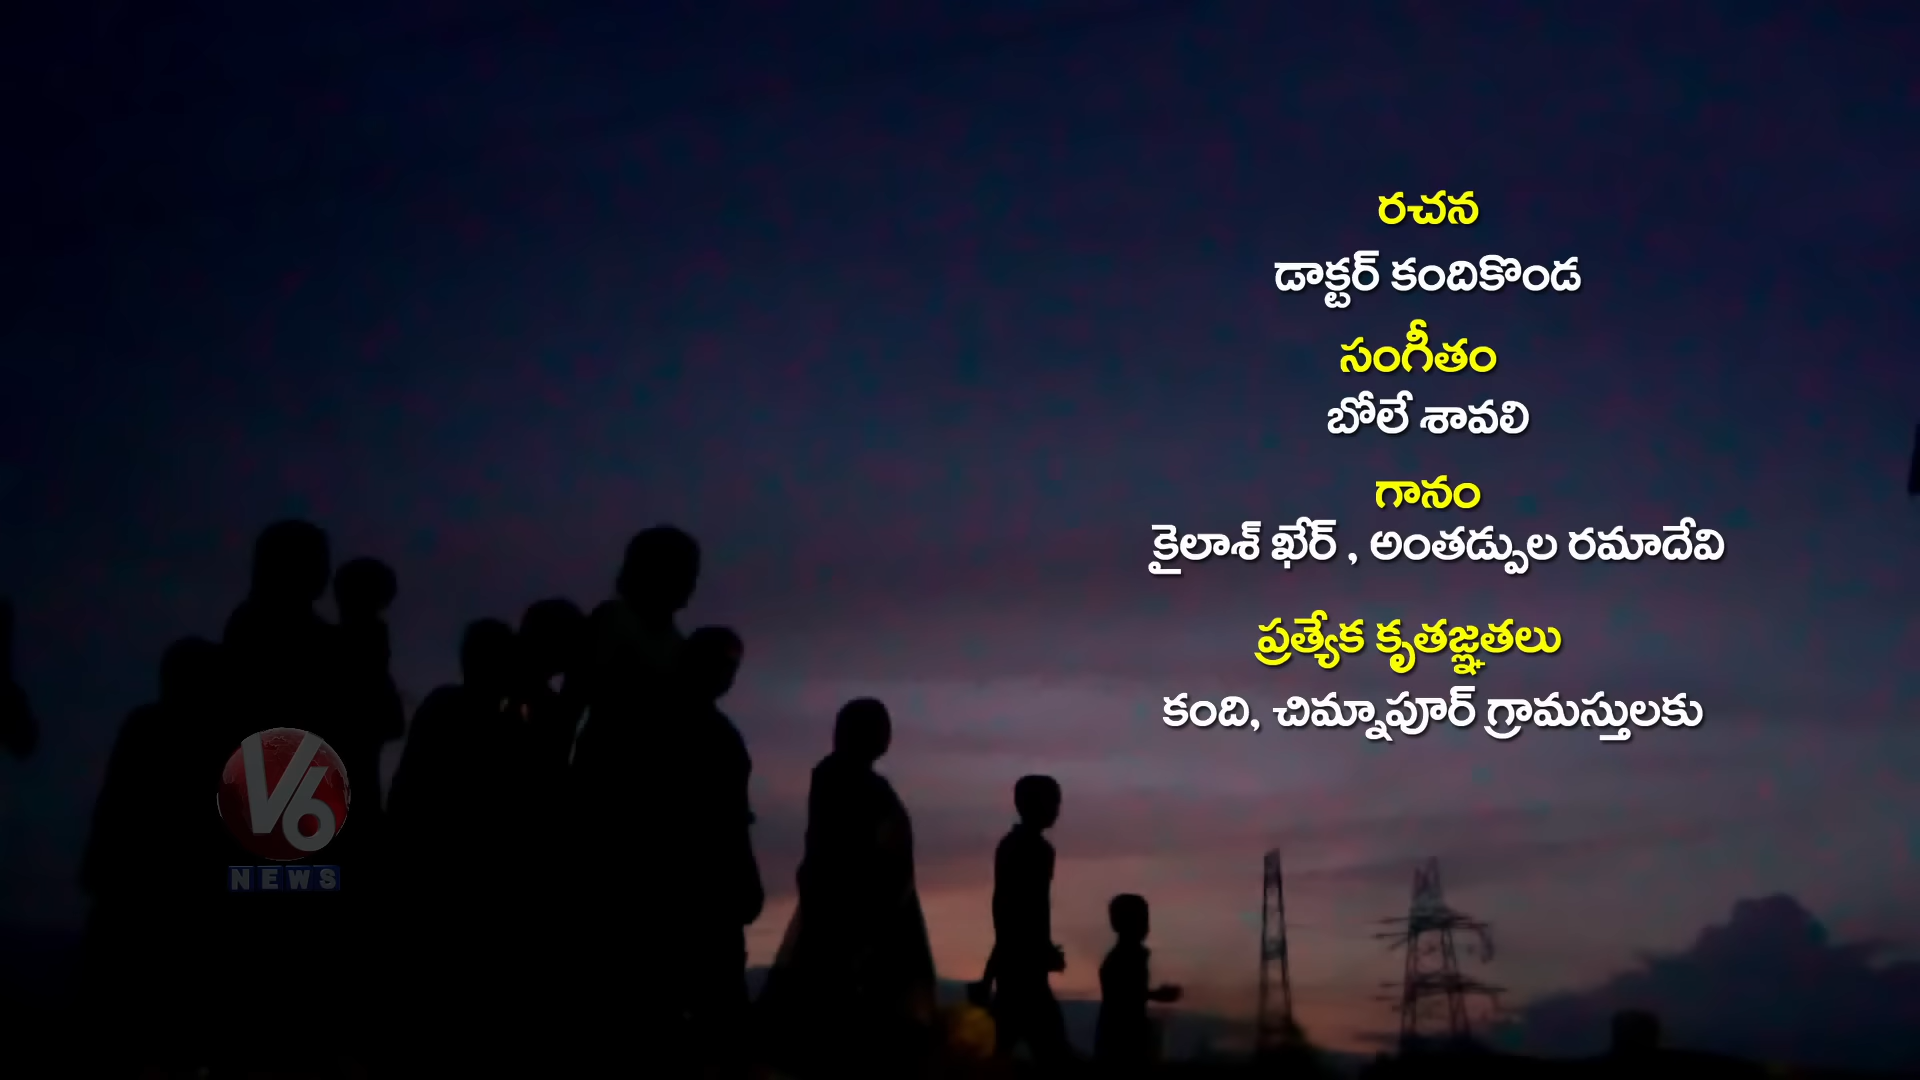 రచన
డాక్టర్ కందికొండ
సంగీతం
బోలే శావలి
గానం
కైలాశ్ ఖేర్ , అంతడ్పుల రమాదేవి
ప్రత్యేక కృతజ్ఞతలు
కంది, చిమ్నాపూర్ గ్రామస్తులకు
V6
NEWS